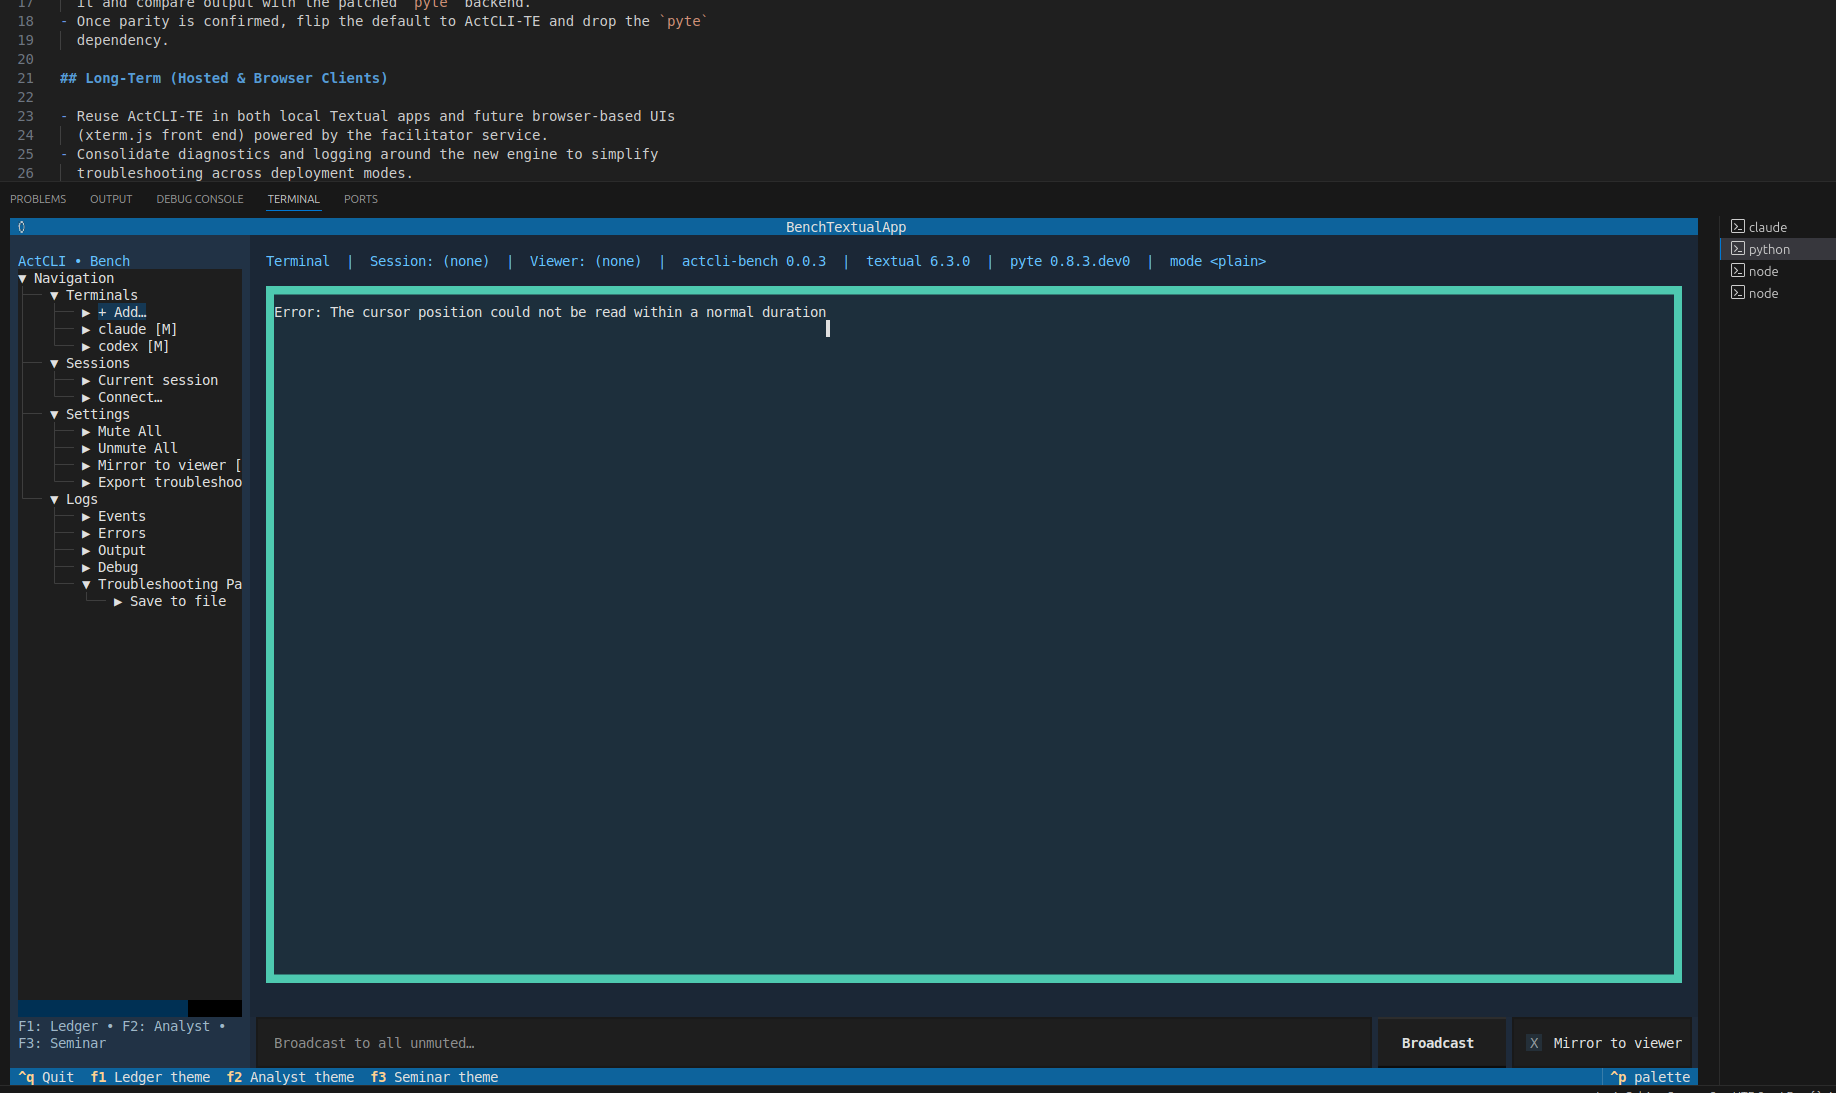 17 it and compare output with the patched `pyte` backend.
18 - Once parity is confirmed, flip the default to ActCLI-TE and drop the `pyte`
19 dependency.
20
21 ## Long-Term (Hosted & Browser Clients)
22
23 - Reuse ActCLI-TE in both local Textual apps and future browser-based UIs
24 (xterm.js front end) powered by the facilitator service.
25 - Consolidate diagnostics and logging around the new engine to simplify
26 troubleshooting across deployment modes.
PROBLEMS OUTPUT DEBUG CONSOLE TERMINAL PORTS
BenchTextualApp
ActCLI • Bench
▼ Navigation
▼ Terminals
▶ + Add…
▶ claude [M]
▶ codex [M]
▼ Sessions
▶ Current session
▶ Connect…
▼ Settings
▶ Mute All
▶ Unmute All
▶ Mirror to viewer [
▶ Export troubleshoo
▼ Logs
▶ Events
▶ Errors
▶ Output
▶ Debug
▼ Troubleshooting Pa
▶ Save to file
F1: Ledger • F2: Analyst •
F3: Seminar
Terminal | Session: (none) | Viewer: (none) | actcli-bench 0.0.3 | textual 6.3.0 | pyte 0.8.3.dev0 | mode <plain>
Error: The cursor position could not be read within a normal duration
Broadcast to all unmuted…
Broadcast
X Mirror to viewer
^q Quit f1 Ledger theme f2 Analyst theme f3 Seminar theme
^p palette
claude
python
node
node